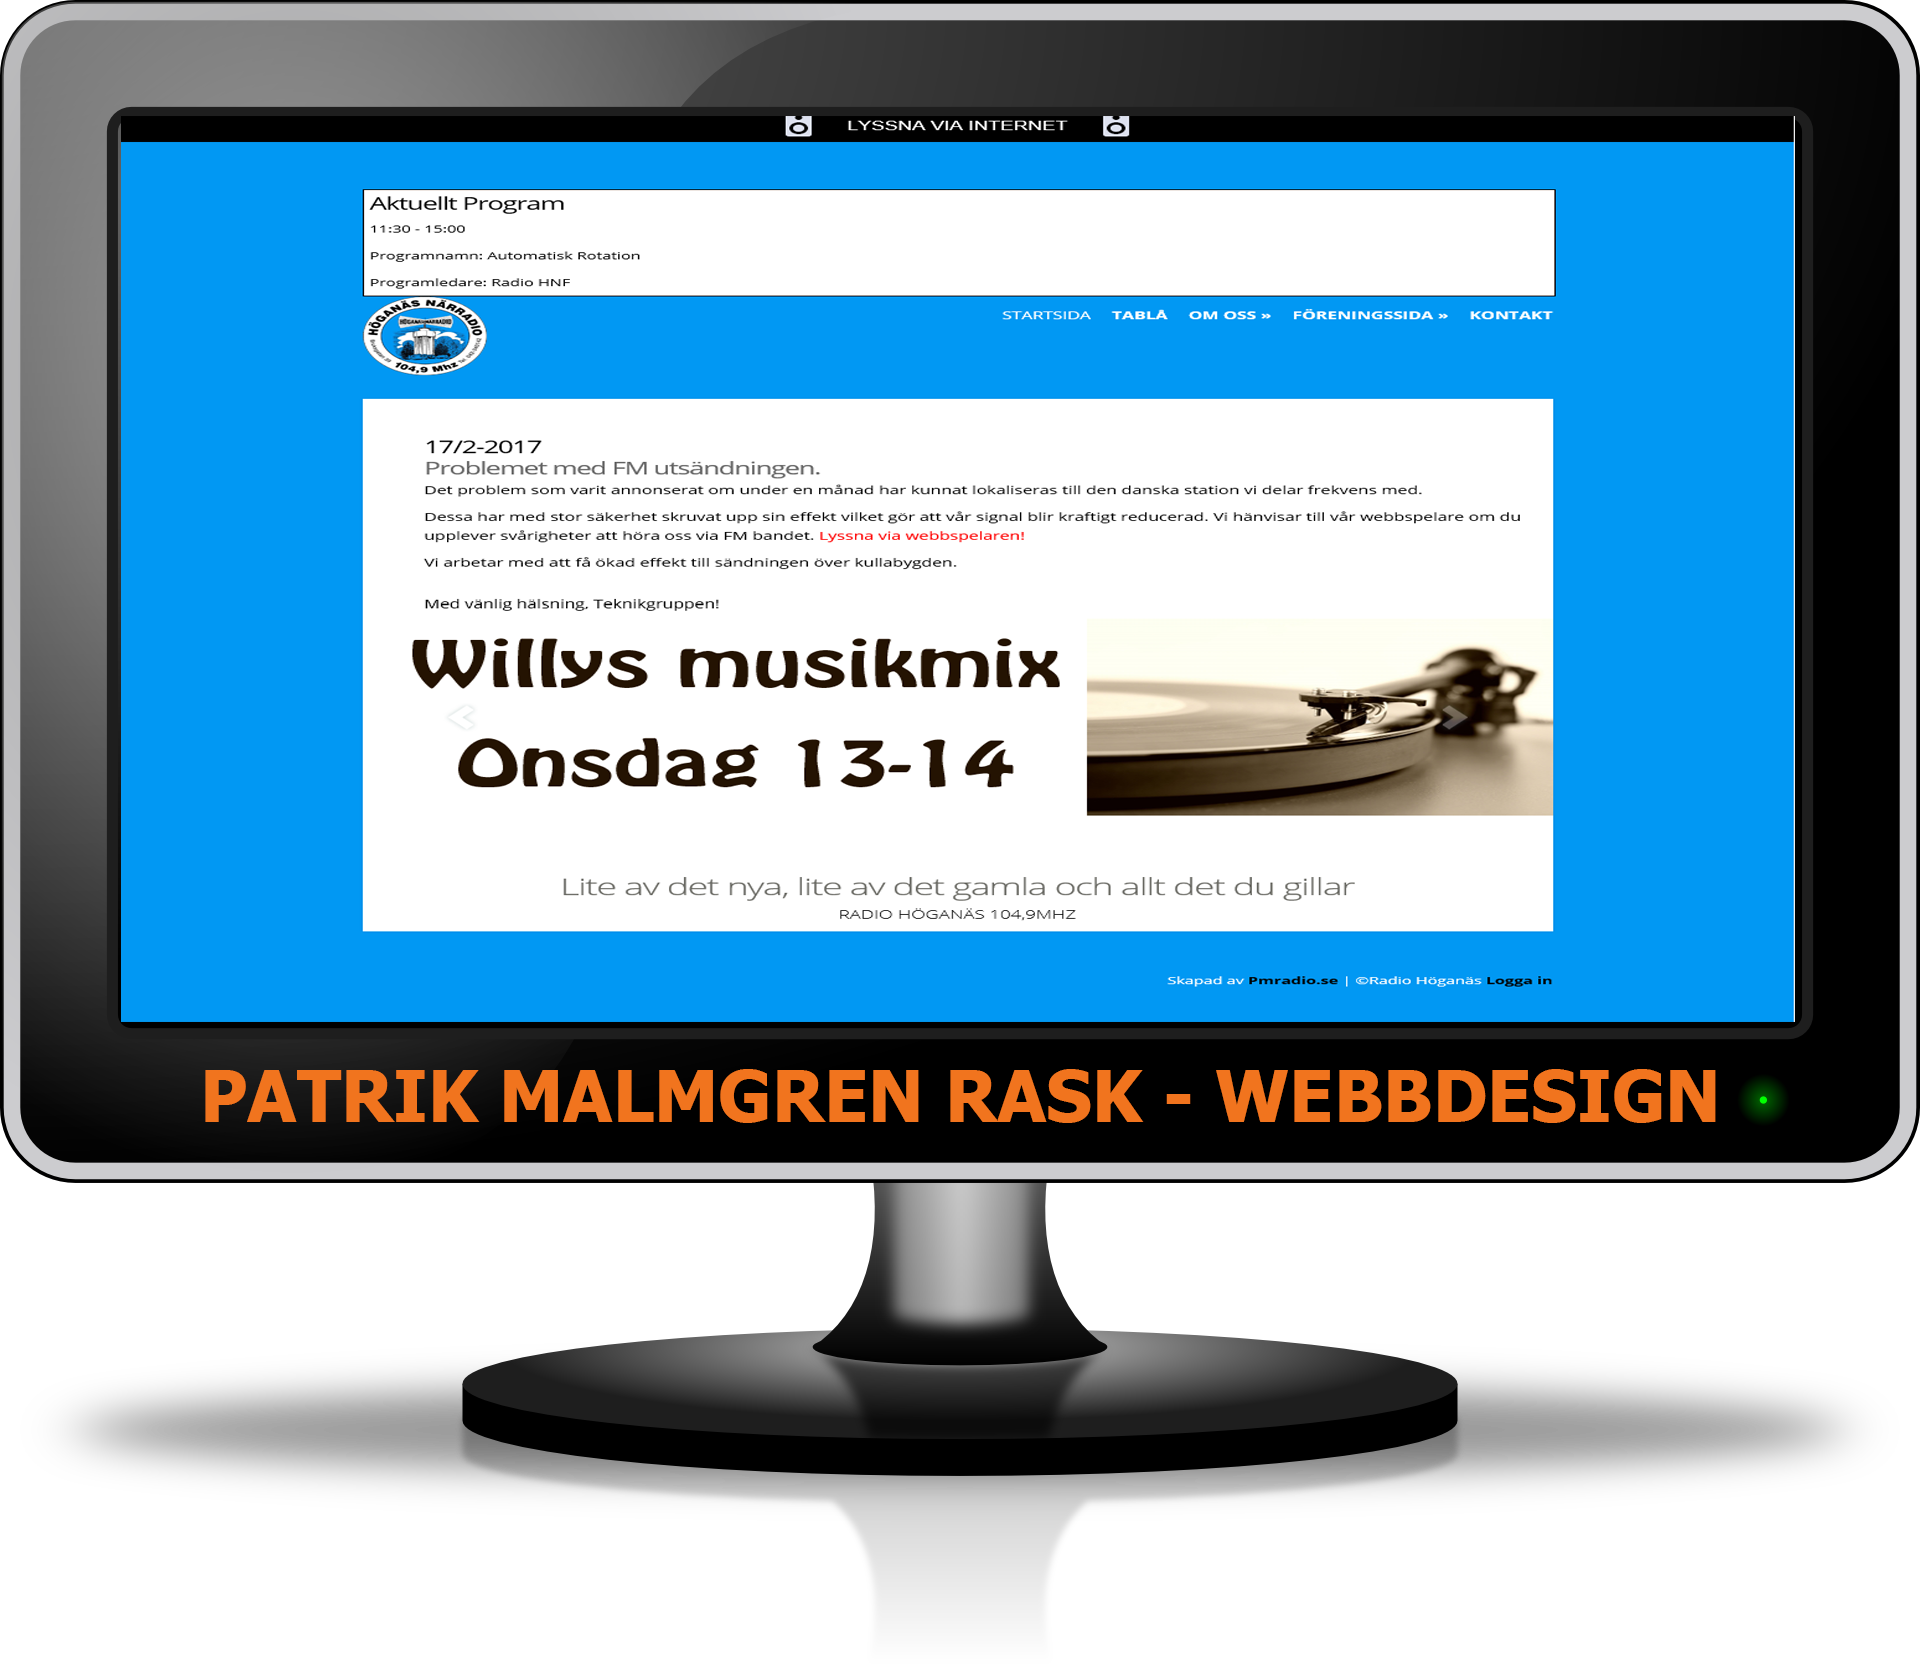 LYSSNA VIA INTERNET
Aktuellt Program
11:30 - 15:00
Programnamn: Automatisk Rotation
Programledare: Radio HNF
HÖGANÄS NÄRRADIO
104,9 Mhz
STARTSIDA TABLÅ OM OSS » FÖRENINGSSIDA » KONTAKT
17/2-2017
Problemet med FM utsändningen.
Det problem som varit annonserat om under en månad har kunnat lokaliseras till den danska station vi delar frekvens med.
Dessa har med stor säkerhet skruvat upp sin effekt vilket gör att vår signal blir kraftigt reducerad. Vi hänvisar till vår webbspelare om du
upplever svårigheter att höra oss via FM bandet. Lyssna via webbspelaren!
Vi arbetar med att få ökad effekt till sändningen över kullabygden.
Med vänlig hälsning, Teknikgruppen!
Willys musikmix
Onsdag 13-14
Lite av det nya, lite av det gamla och allt det du gillar
RADIO HÖGANÄS 104,9MHZ
Skapad av Pmradio.se | ©Radio Höganäs Logga in
PATRIK MALMGREN RASK - WEBBDESIGN